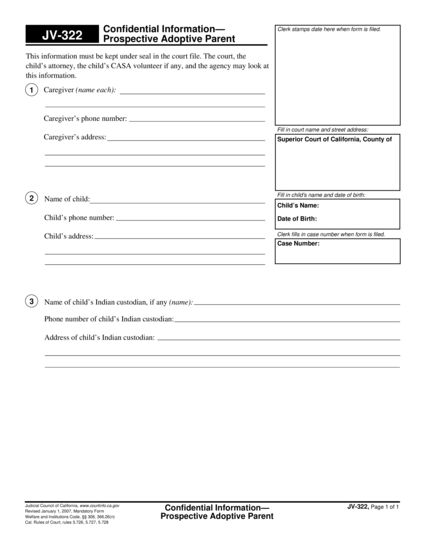 JV-322
Confidential Information—
Prospective Adoptive Parent
Clerk stamps date here when form is filed.
This information must be kept under seal in the court file. The court, the
child's attorney, the child's CASA volunteer if any, and the agency may look at
this information.
1 Caregiver (name each):
Caregiver's phone number:
Caregiver's address:
Fill in court name and street address:
Superior Court of California, County of
2 Name of child:
Child's phone number:
Child's address:
Fill in child's name and date of birth:
Child's Name:
Date of Birth:
Clerk fills in case number when form is filed.
Case Number:
3 Name of child's Indian custodian, if any (name):
Phone number of child's Indian custodian:
Address of child's Indian custodian:
Judicial Council of California, www.courtinfo.ca.gov
Revised January 1, 2007, Mandatory Form
Welfare and Institutions Code, §§ 306, 366.26(n)
Cal. Rules of Court, rules 5.726, 5.727, 5.728
Confidential Information—
Prospective Adoptive Parent
JV-322, Page 1 of 1